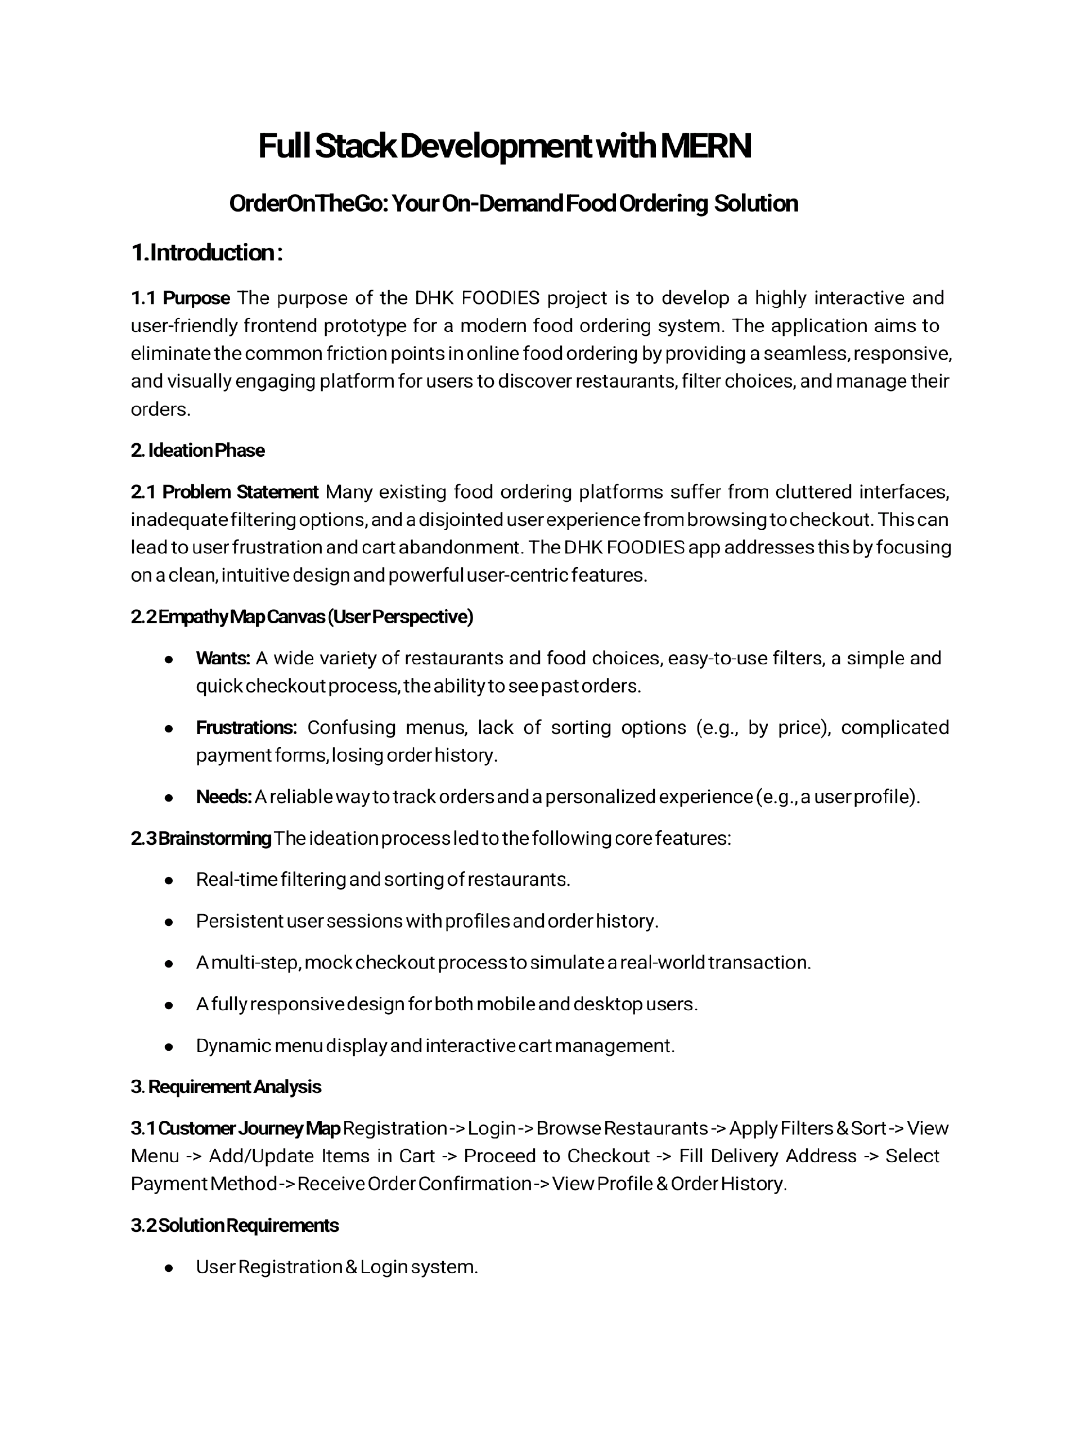 Full Stack Development with MERN
OrderOnTheGo: Your On-Demand Food Ordering Solution
1.Introduction :
1.1 Purpose The purpose of the DHK FOODIES project is to develop a highly interactive and
user-friendly frontend prototype for a modern food ordering system. The application aims to
eliminate the common friction points in online food ordering by providing a seamless, responsive,
and visually engaging platform for users to discover restaurants, filter choices, and manage their
orders.
2. Ideation Phase
2.1 Problem Statement Many existing food ordering platforms suffer from cluttered interfaces,
inadequate filtering options, and a disjointed user experience from browsing to checkout. This can
lead to user frustration and cart abandonment. The DHK FOODIES app addresses this by focusing
on a clean, intuitive design and powerful user-centric features.
2.2 Empathy Map Canvas (User Perspective)
● Wants: A wide variety of restaurants and food choices, easy-to-use filters, a simple and
quick checkout process, the ability to see past orders.
● Frustrations: Confusing menus, lack of sorting options (e.g., by price), complicated
payment forms, losing order history.
● Needs: A reliable way to track orders and a personalized experience (e.g., a user profile).
2.3 Brainstorming The ideation process led to the following core features:
● Real-time filtering and sorting of restaurants.
● Persistent user sessions with profiles and order history.
● A multi-step, mock checkout process to simulate a real-world transaction.
● A fully responsive design for both mobile and desktop users.
● Dynamic menu display and interactive cart management.
3. Requirement Analysis
3.1 Customer Journey Map Registration -> Login -> Browse Restaurants -> Apply Filters & Sort -> View
Menu -> Add/Update Items in Cart -> Proceed to Checkout -> Fill Delivery Address -> Select
Payment Method -> Receive Order Confirmation -> View Profile & Order History.
3.2 Solution Requirements
● User Registration & Login system.